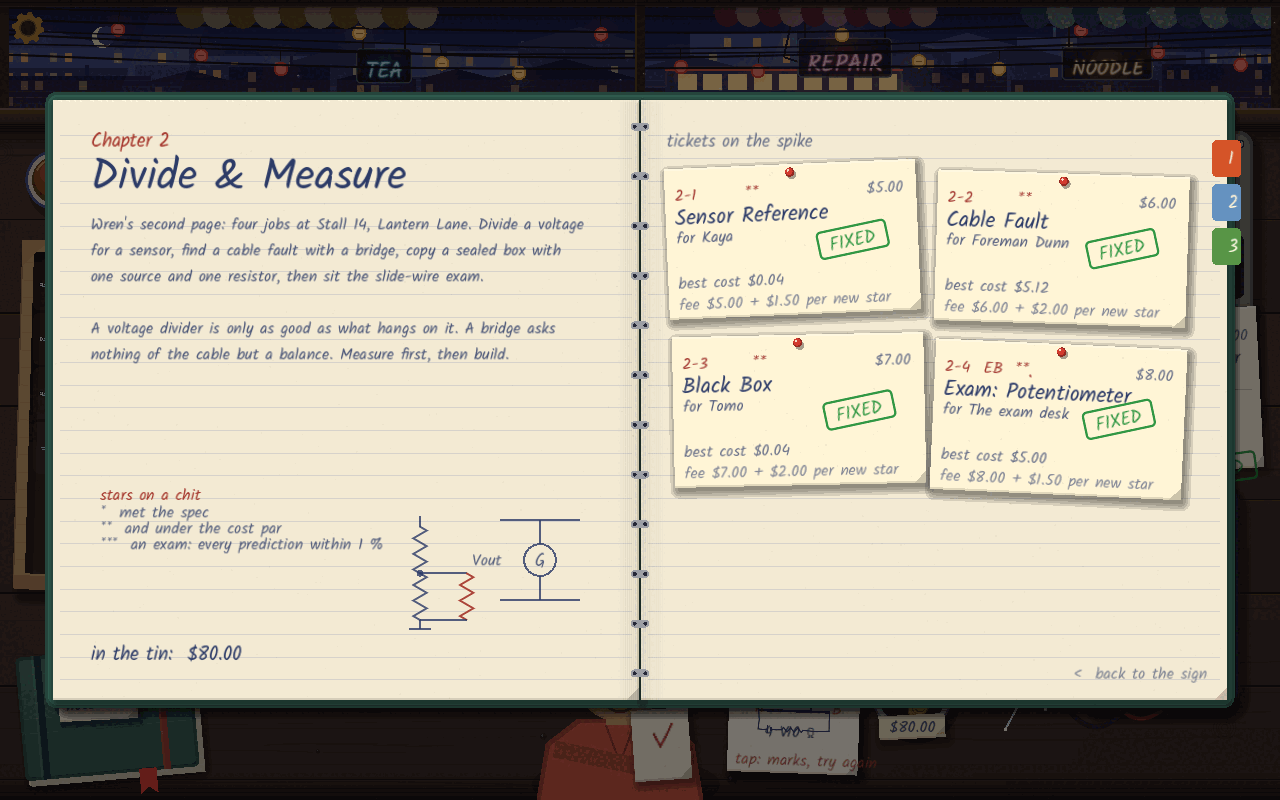 TEA
REPAIR
NOODLE
Chapter 2
Divide & Measure
Wren's second page: four jobs at Stall 14, Lantern Lane. Divide a voltage
for a sensor, find a cable fault with a bridge, copy a sealed box with
one source and one resistor, then sit the slide-wire exam.
A voltage divider is only as good as what hangs on it. A bridge asks
nothing of the cable but a balance. Measure first, then build.
stars on a chit
* met the spec
** and under the cost par
*** an exam: every prediction within 1 %
Vout
G
in the tin: $80.00
tickets on the spike
2-1 ** $5.00
Sensor Reference
for Kaya
FIXED
best cost $0.04
fee $5.00 + $1.50 per new star
2-2 ** $6.00
Cable Fault
for Foreman Dunn
FIXED
best cost $5.12
fee $6.00 + $2.00 per new star
2-3 ** $7.00
Black Box
for Tomo
FIXED
best cost $0.04
fee $7.00 + $2.00 per new star
2-4 EB ** $8.00
Exam: Potentiometer
for The exam desk
FIXED
best cost $5.00
fee $8.00 + $1.50 per new star
1
2
3
< back to the sign
$80.00
tap: marks, try again